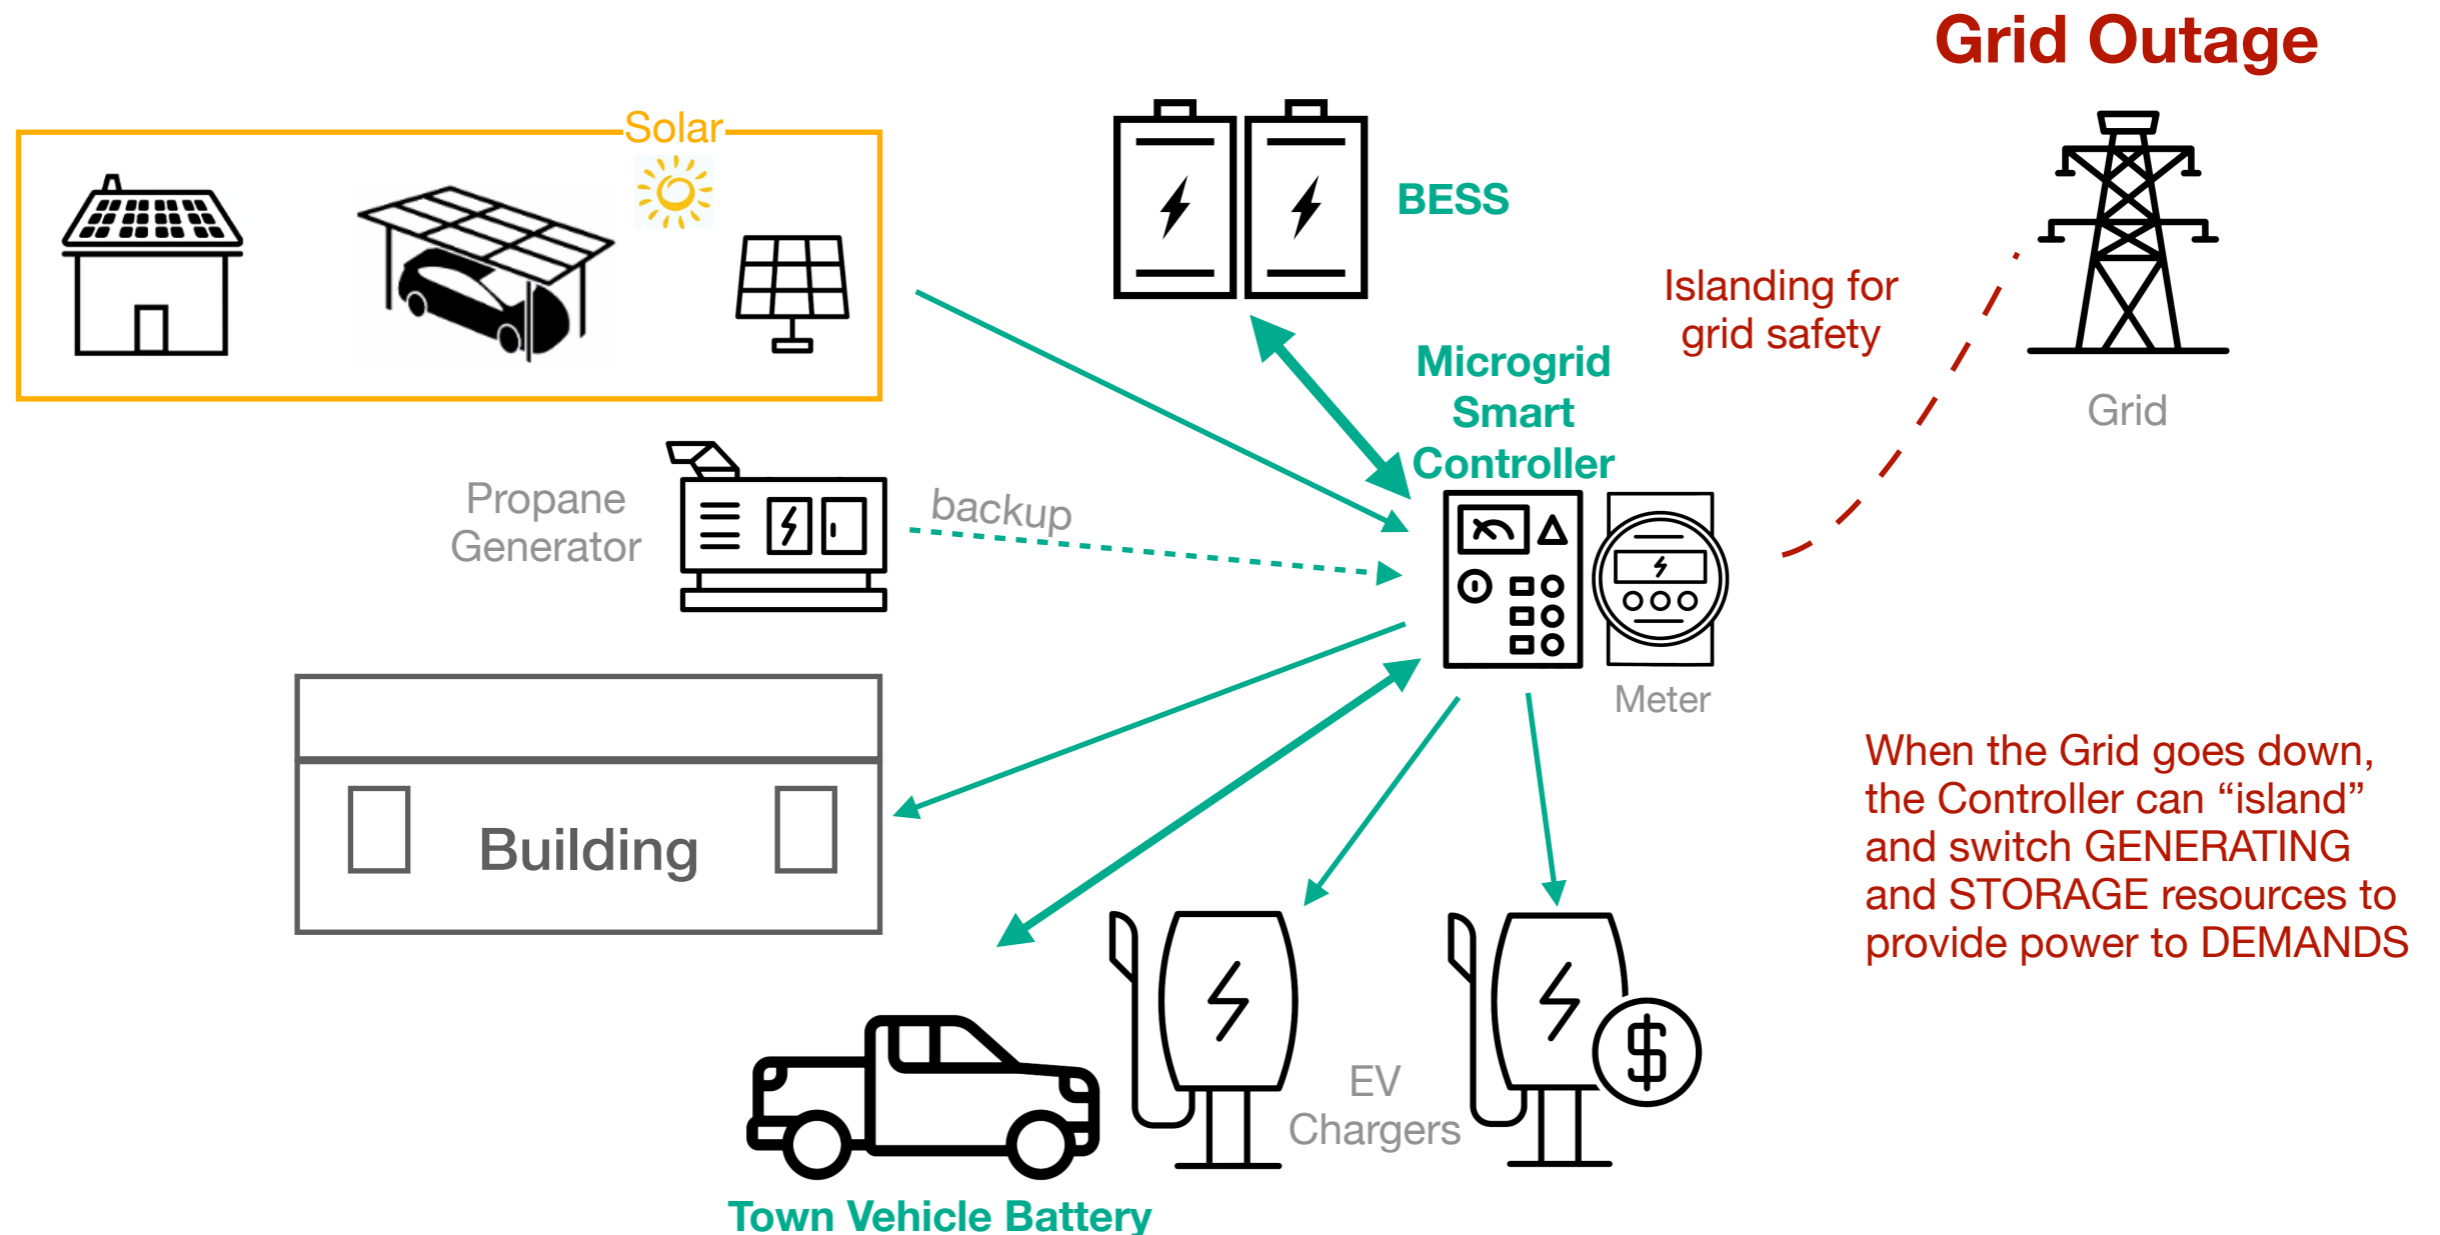 Grid Outage
Solar
BESS
Islanding for
grid safety
Microgrid
Smart
Controller
Grid
Propane
Generator
backup
Meter
When the Grid goes down,
the Controller can “island”
and switch GENERATING
and STORAGE resources to
provide power to DEMANDS
Building
$
EV
Chargers
Town Vehicle Battery